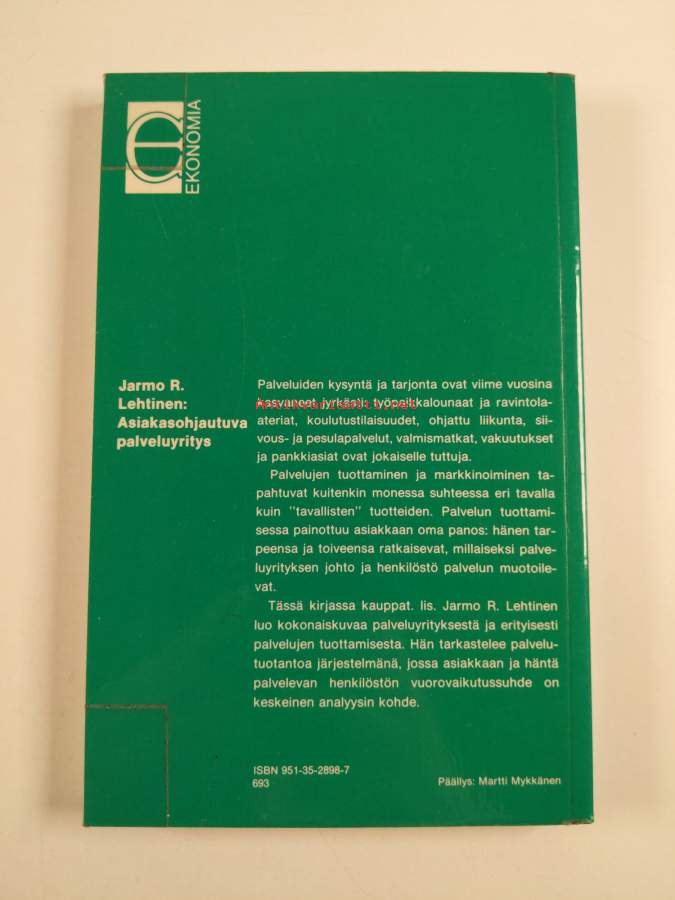 EKONOMIA
Jarmo R.
Lehtinen:
Asiakasohjautuva
palveluyritys
Palveluiden kysyntä ja tarjonta ovat viime vuosina
kasvaneet jyrkästi: työpaikkalounaat ja ravintola-
ateriat, koulutustilaisuudet, ohjattu liikunta, sii-
vous- ja pesulapalvelut, valmismatkat, vakuutukset
ja pankkiasiat ovat jokaiselle tuttuja.
Palvelujen tuottaminen ja markkinoiminen ta-
pahtuvat kuitenkin monessa suhteessa eri tavalla
kuin "tavallisten" tuotteiden. Palvelun tuottami-
sessa painottuu asiakkaan oma panos: hänen tar-
peensa ja toiveensa ratkaisevat, millaiseksi palve-
luyrityksen johto ja henkilöstö palvelun muotoile-
vat.
Tässä kirjassa kauppat. lis. Jarmo R. Lehtinen
luo kokonaiskuvaa palveluyrityksestä ja erityisesti
palvelujen tuottamisesta. Hän tarkastelee palvelu-
tuotantoa järjestelmänä, jossa asiakkaan ja häntä
palvelevan henkilöstön vuorovaikutussuhde on
keskeinen analyysin kohde.
ISBN 951-35-2898-7
693
Päällys: Martti Mykkänen